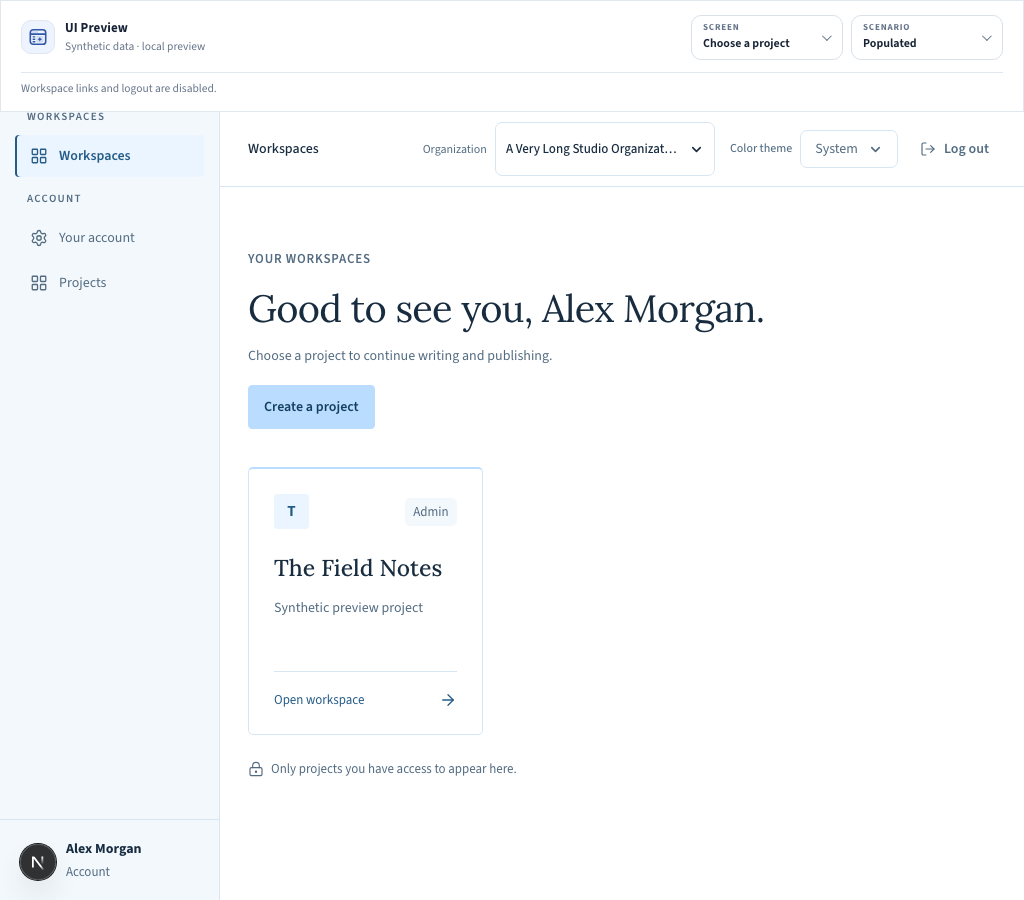 UI Preview
Synthetic data · local preview
SCREEN
Choose a project
SCENARIO
Populated
Workspace links and logout are disabled.
WORKSPACES
Workspaces
ACCOUNT
Your account
Projects
Alex Morgan
Account
Workspaces
Organization
A Very Long Studio Organizat…
Color theme
System
Log out
YOUR WORKSPACES
Good to see you, Alex Morgan.
Choose a project to continue writing and publishing.
Create a project
T
Admin
The Field Notes
Synthetic preview project
Open workspace
Only projects you have access to appear here.
N